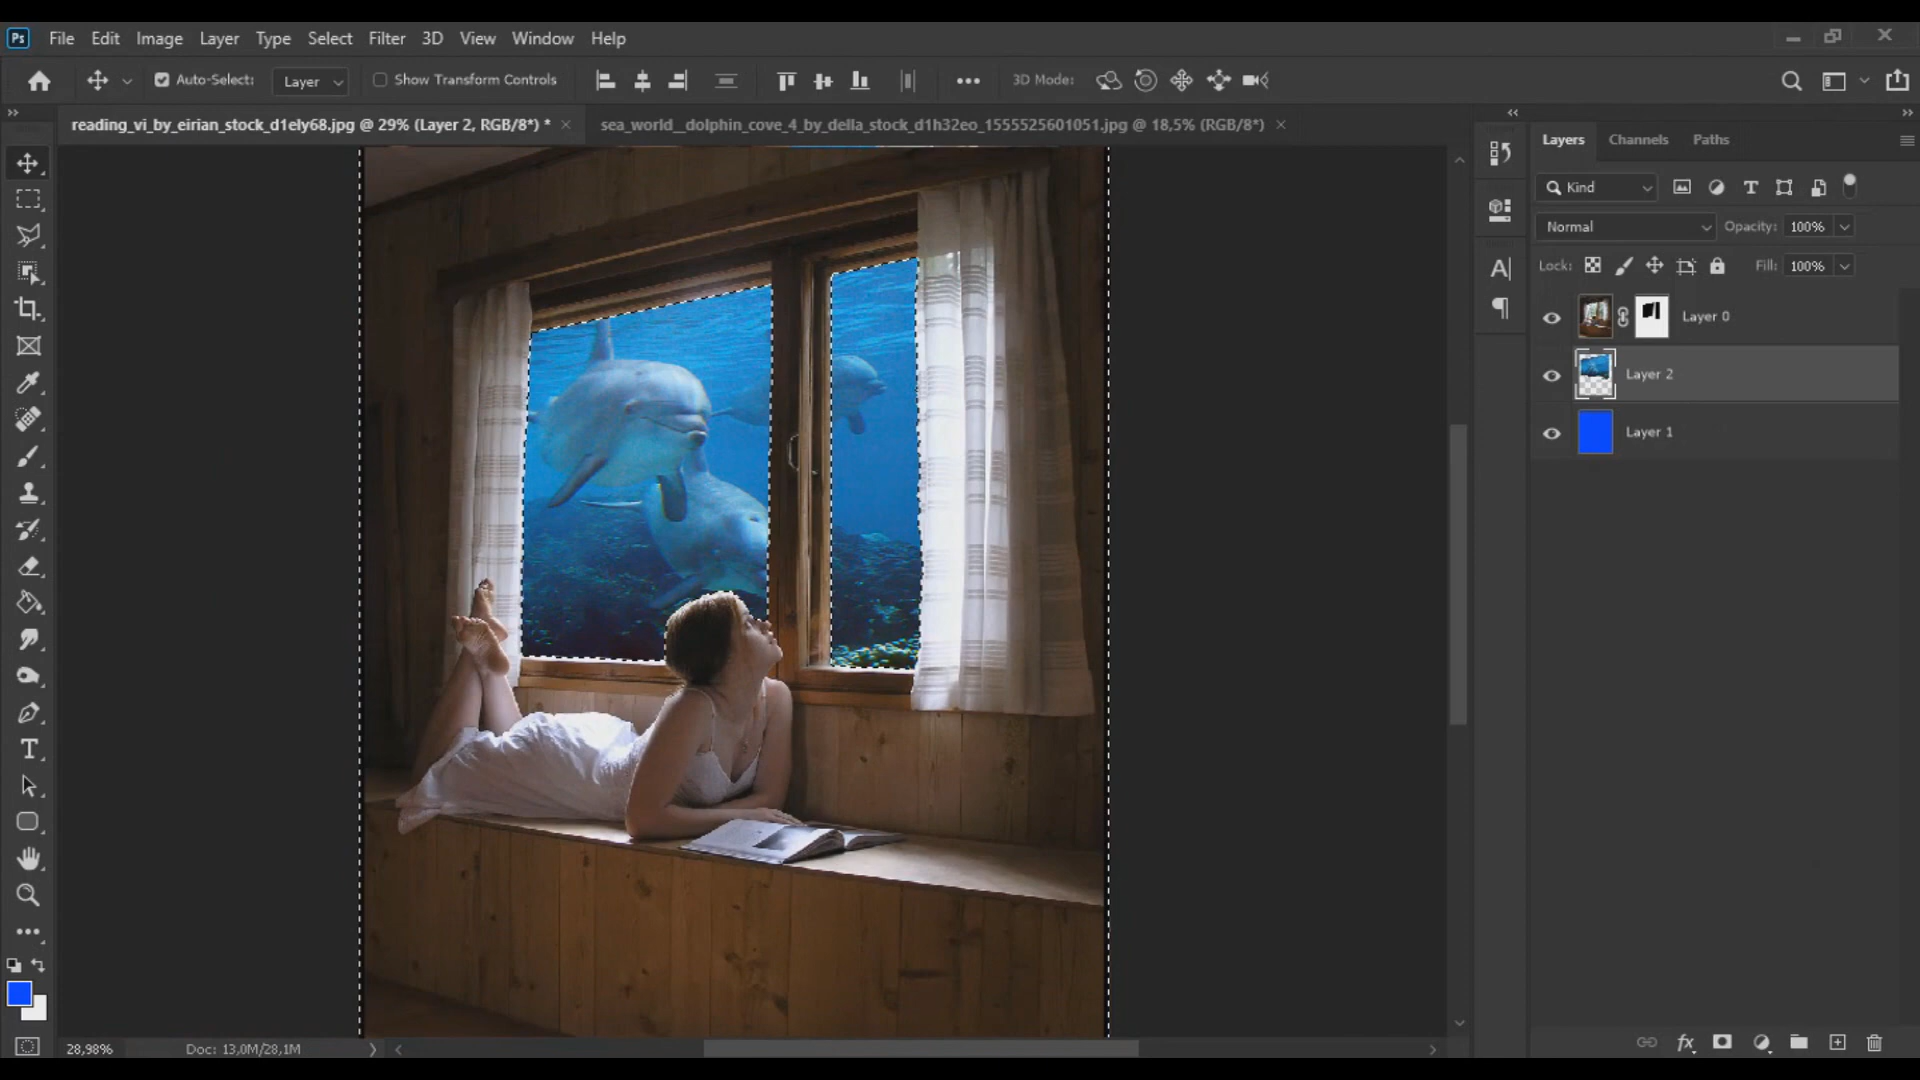 Ps File Edit Image Layer Type Select Filter 3D View Window Help
Auto-Select: Layer Show Transform Controls 3D Mode:
reading_vi_by_eirian_stock_d1ely68.jpg @ 29% (Layer 2, RGB/8*) * sea_world__dolphin_cove_4_by_della_stock_d1h32eo_1555525601051.jpg @ 18,5% (RGB/8*)
Layers Channels Paths
Kind
Normal Opacity: 100%
Lock: Fill: 100%
Layer 0
Layer 2
Layer 1
28,98% Doc: 13,0M/28,1M